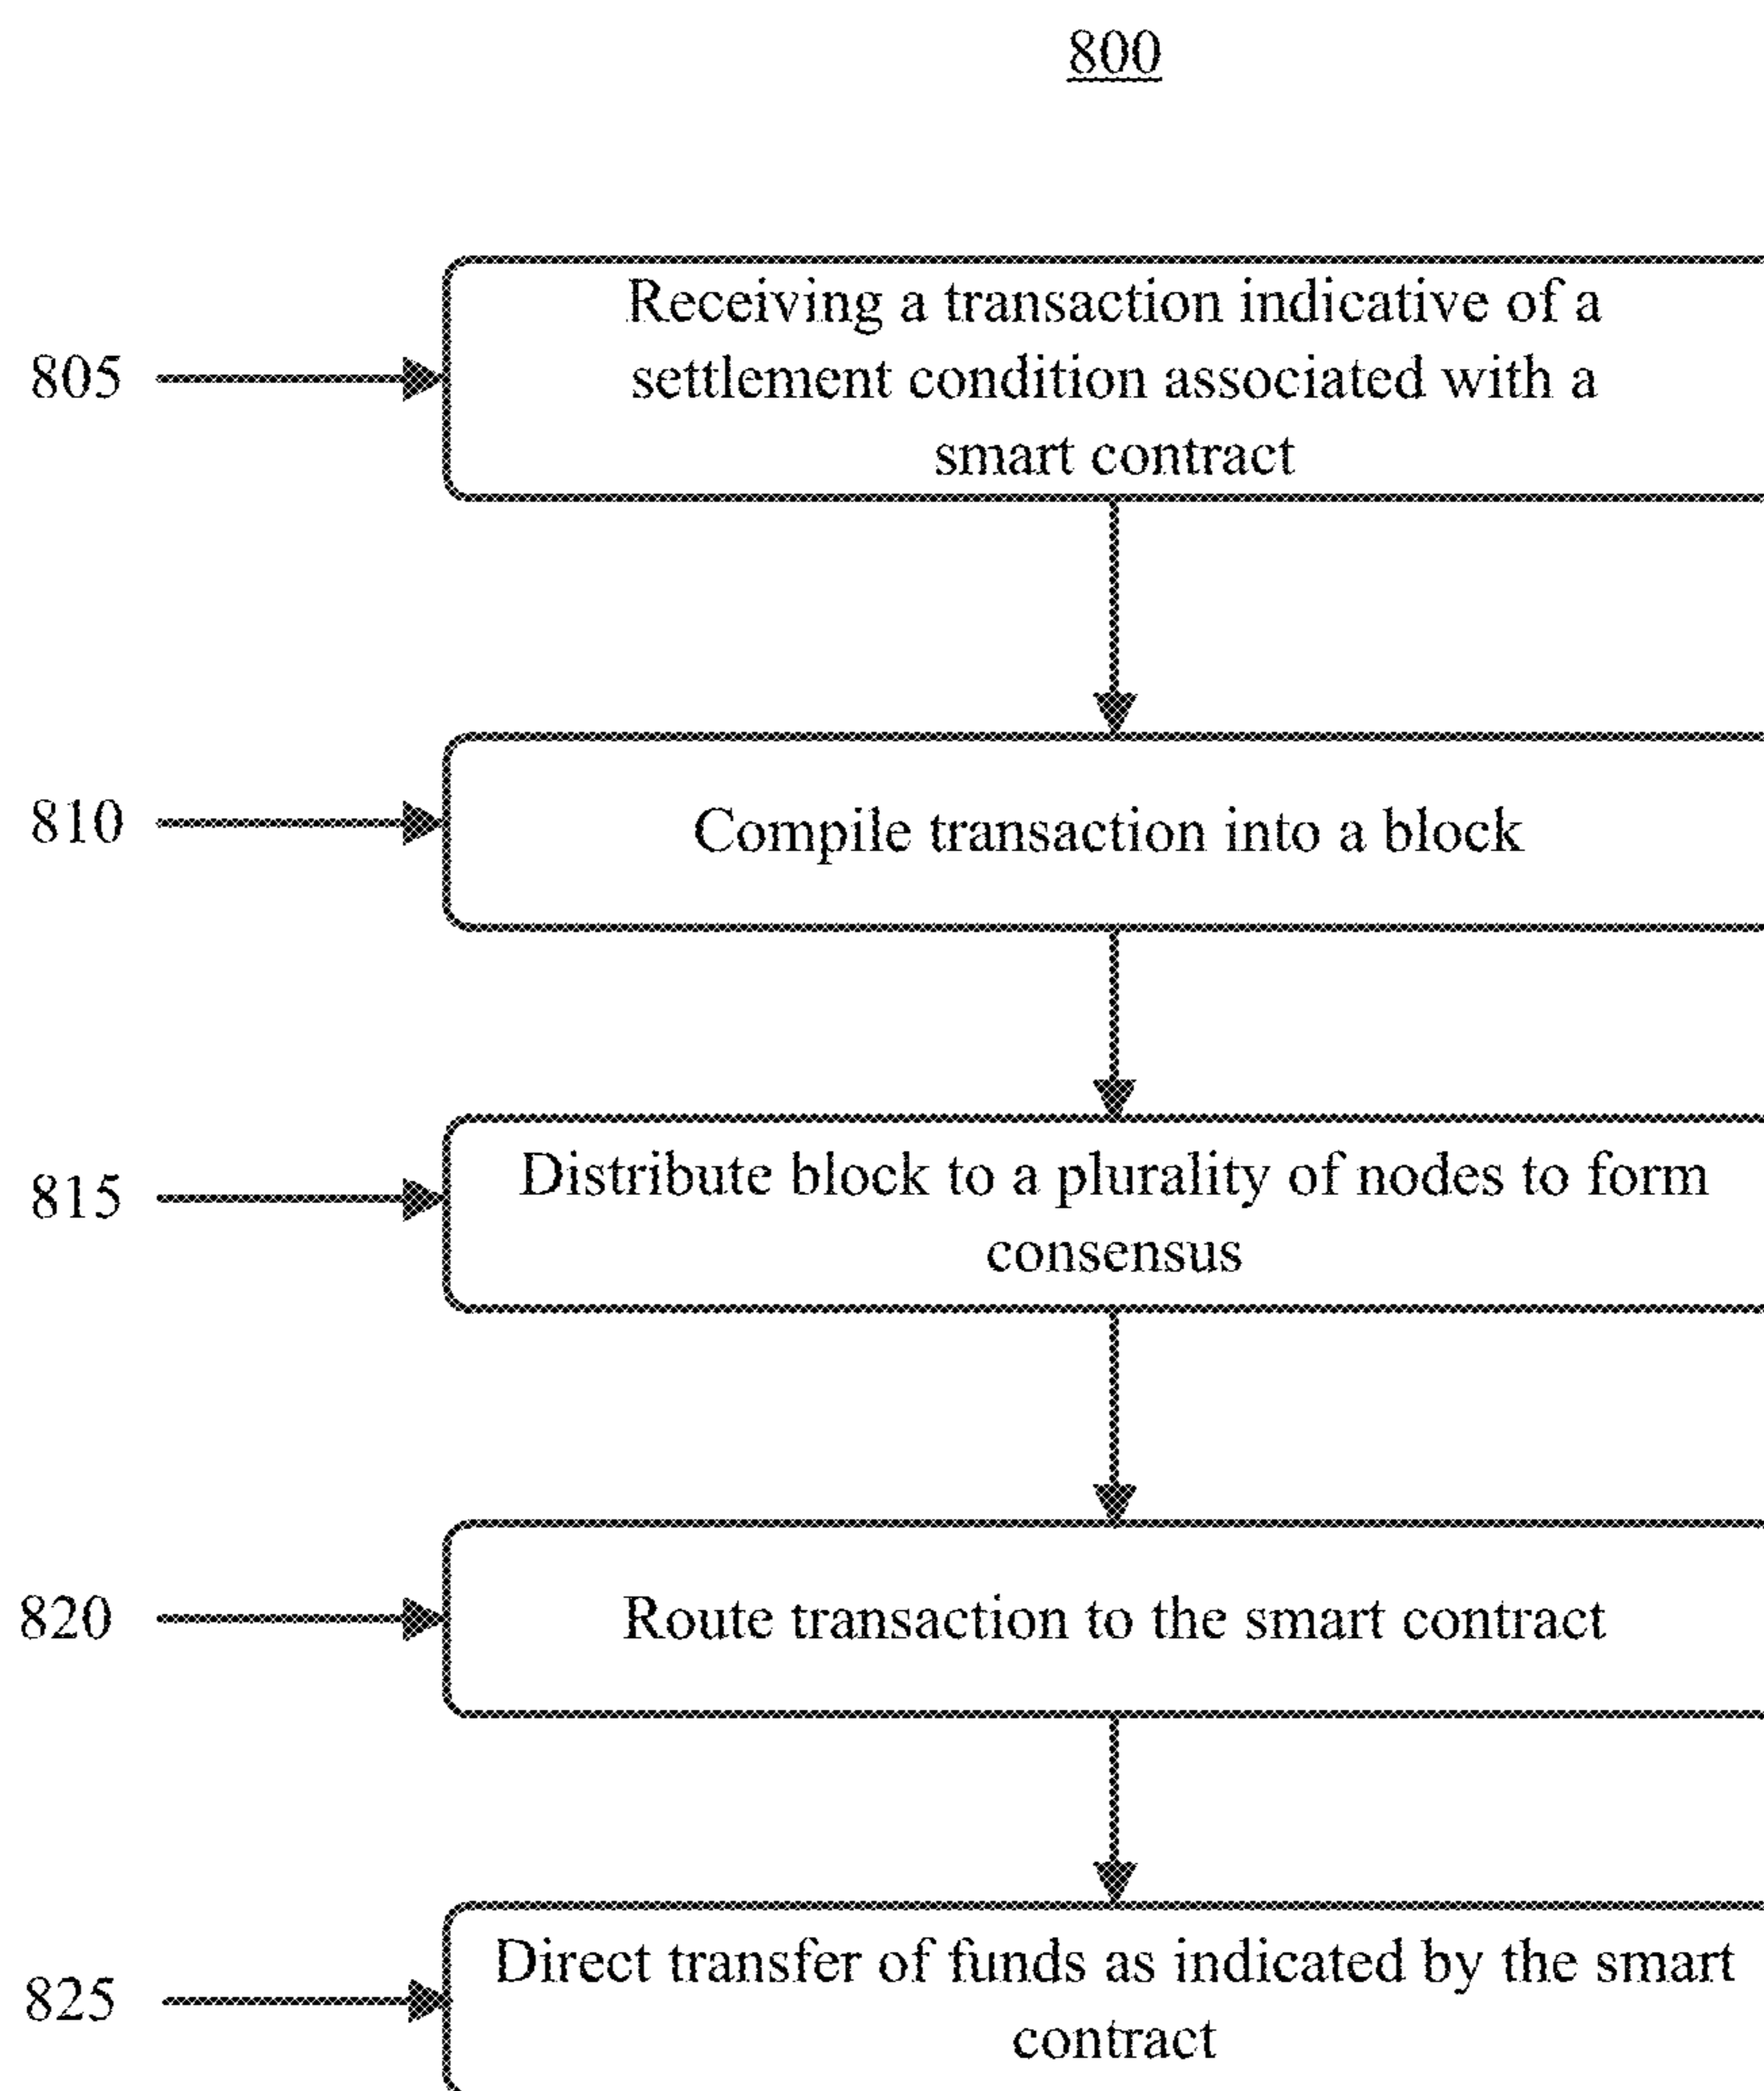 800
805
Receiving a transaction indicative of a
settlement condition associated with a
smart contract
810
Compile transaction into a block
815
Distribute block to a plurality of nodes to form
consensus
820
Route transaction to the smart contract
825
Direct transfer of funds as indicated by the smart
contract